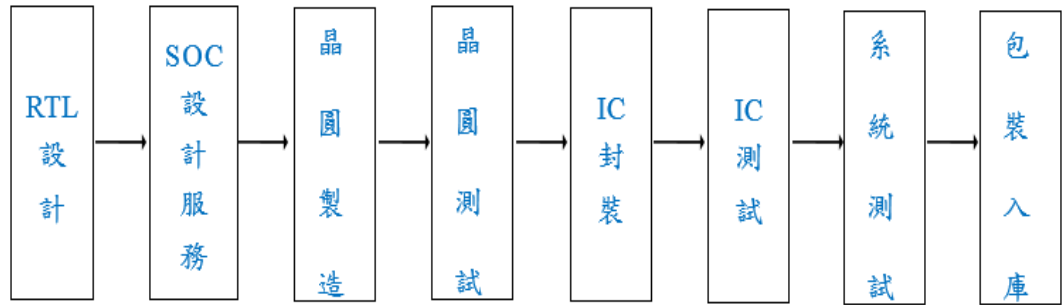 RTL設計
SOC設計服務
晶圓製造
晶圓測試
IC封裝
IC測試
系統測試
包裝入庫